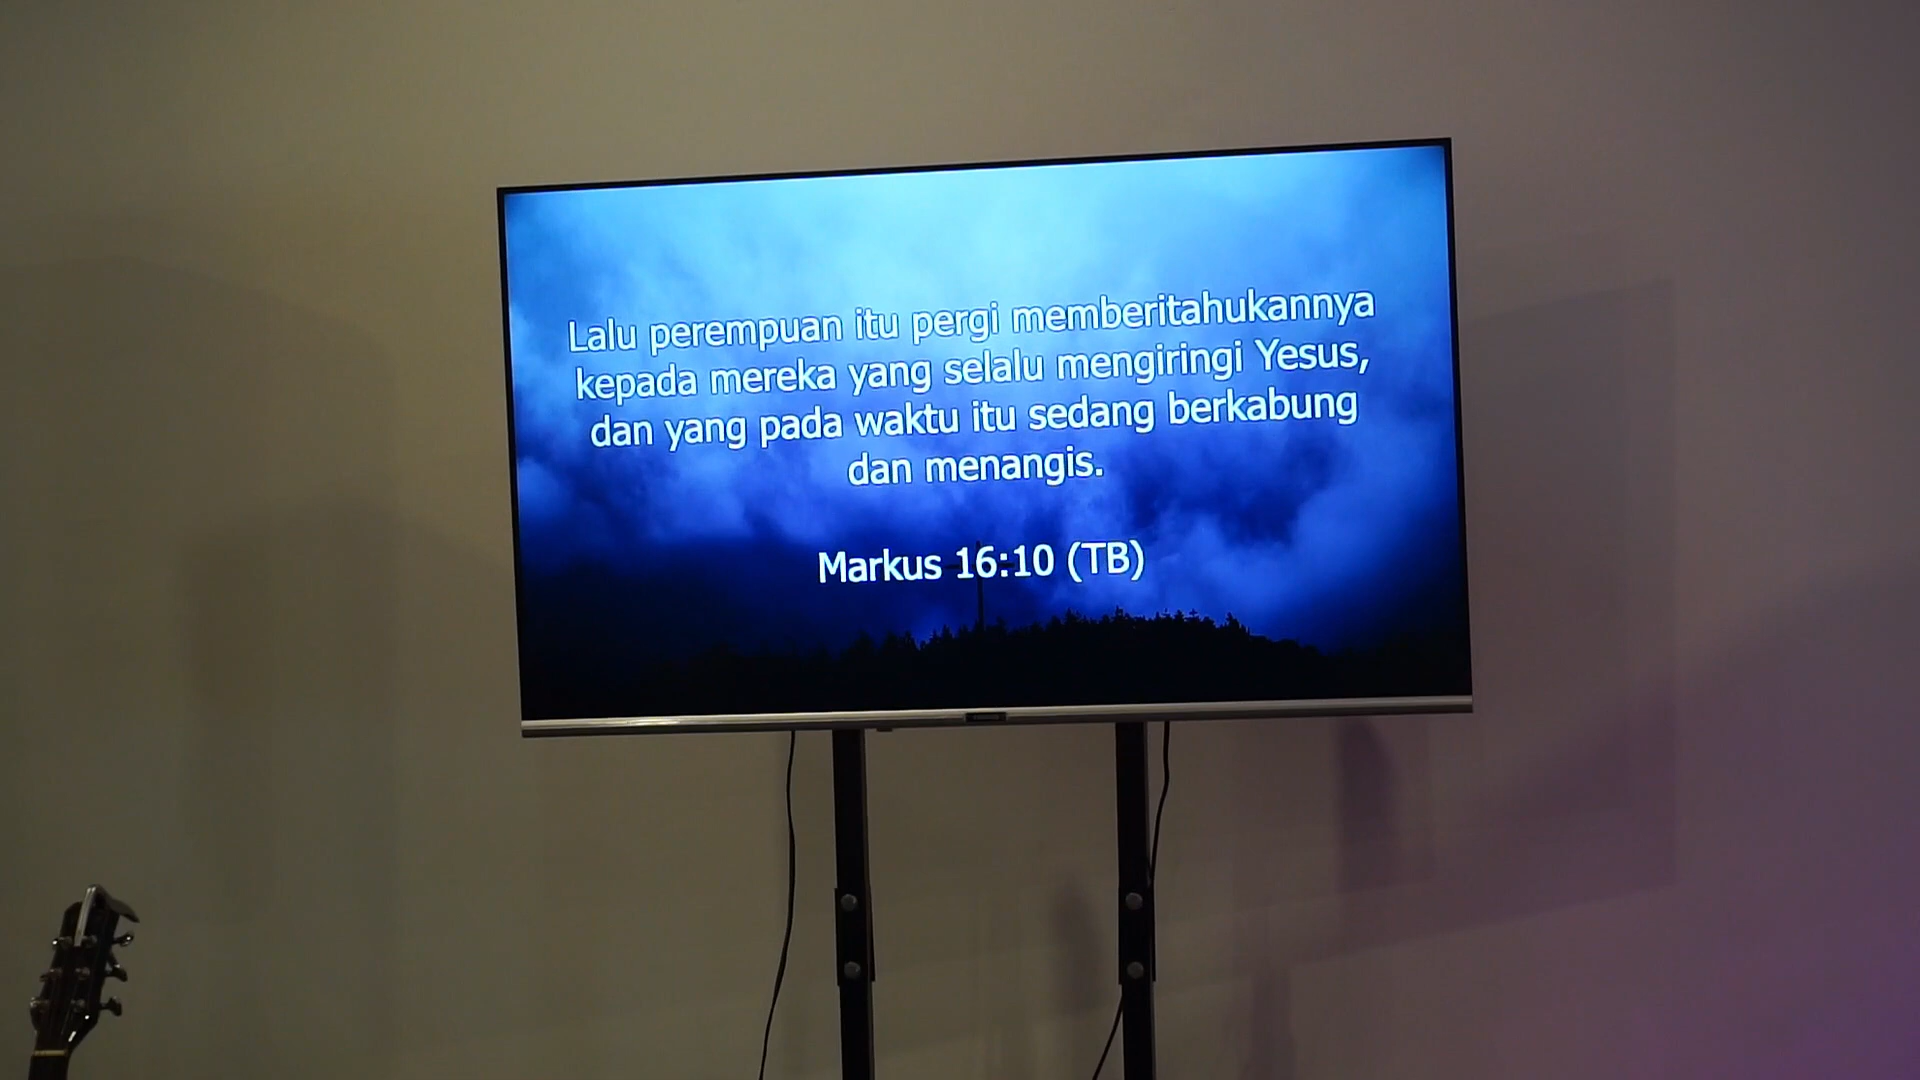 Lalu perempuan itu pergi memberitahukannya
kepada mereka yang selalu mengiringi Yesus,
dan yang pada waktu itu sedang berkabung
dan menangis.
Markus 16:10 (TB)